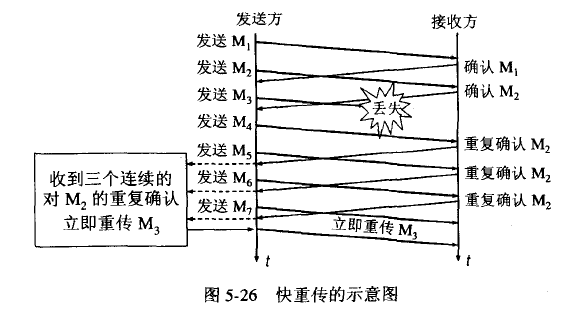 发送方 接收方
发送 M1
确认 M1
发送 M2
确认 M2
发送 M3
丢失
发送 M4
重复确认 M2
发送 M5
重复确认 M2
发送 M6
重复确认 M2
发送 M7
收到三个连续的
对 M2 的重复确认
立即重传 M3
立即重传 M3
t t
图 5-26 快重传的示意图